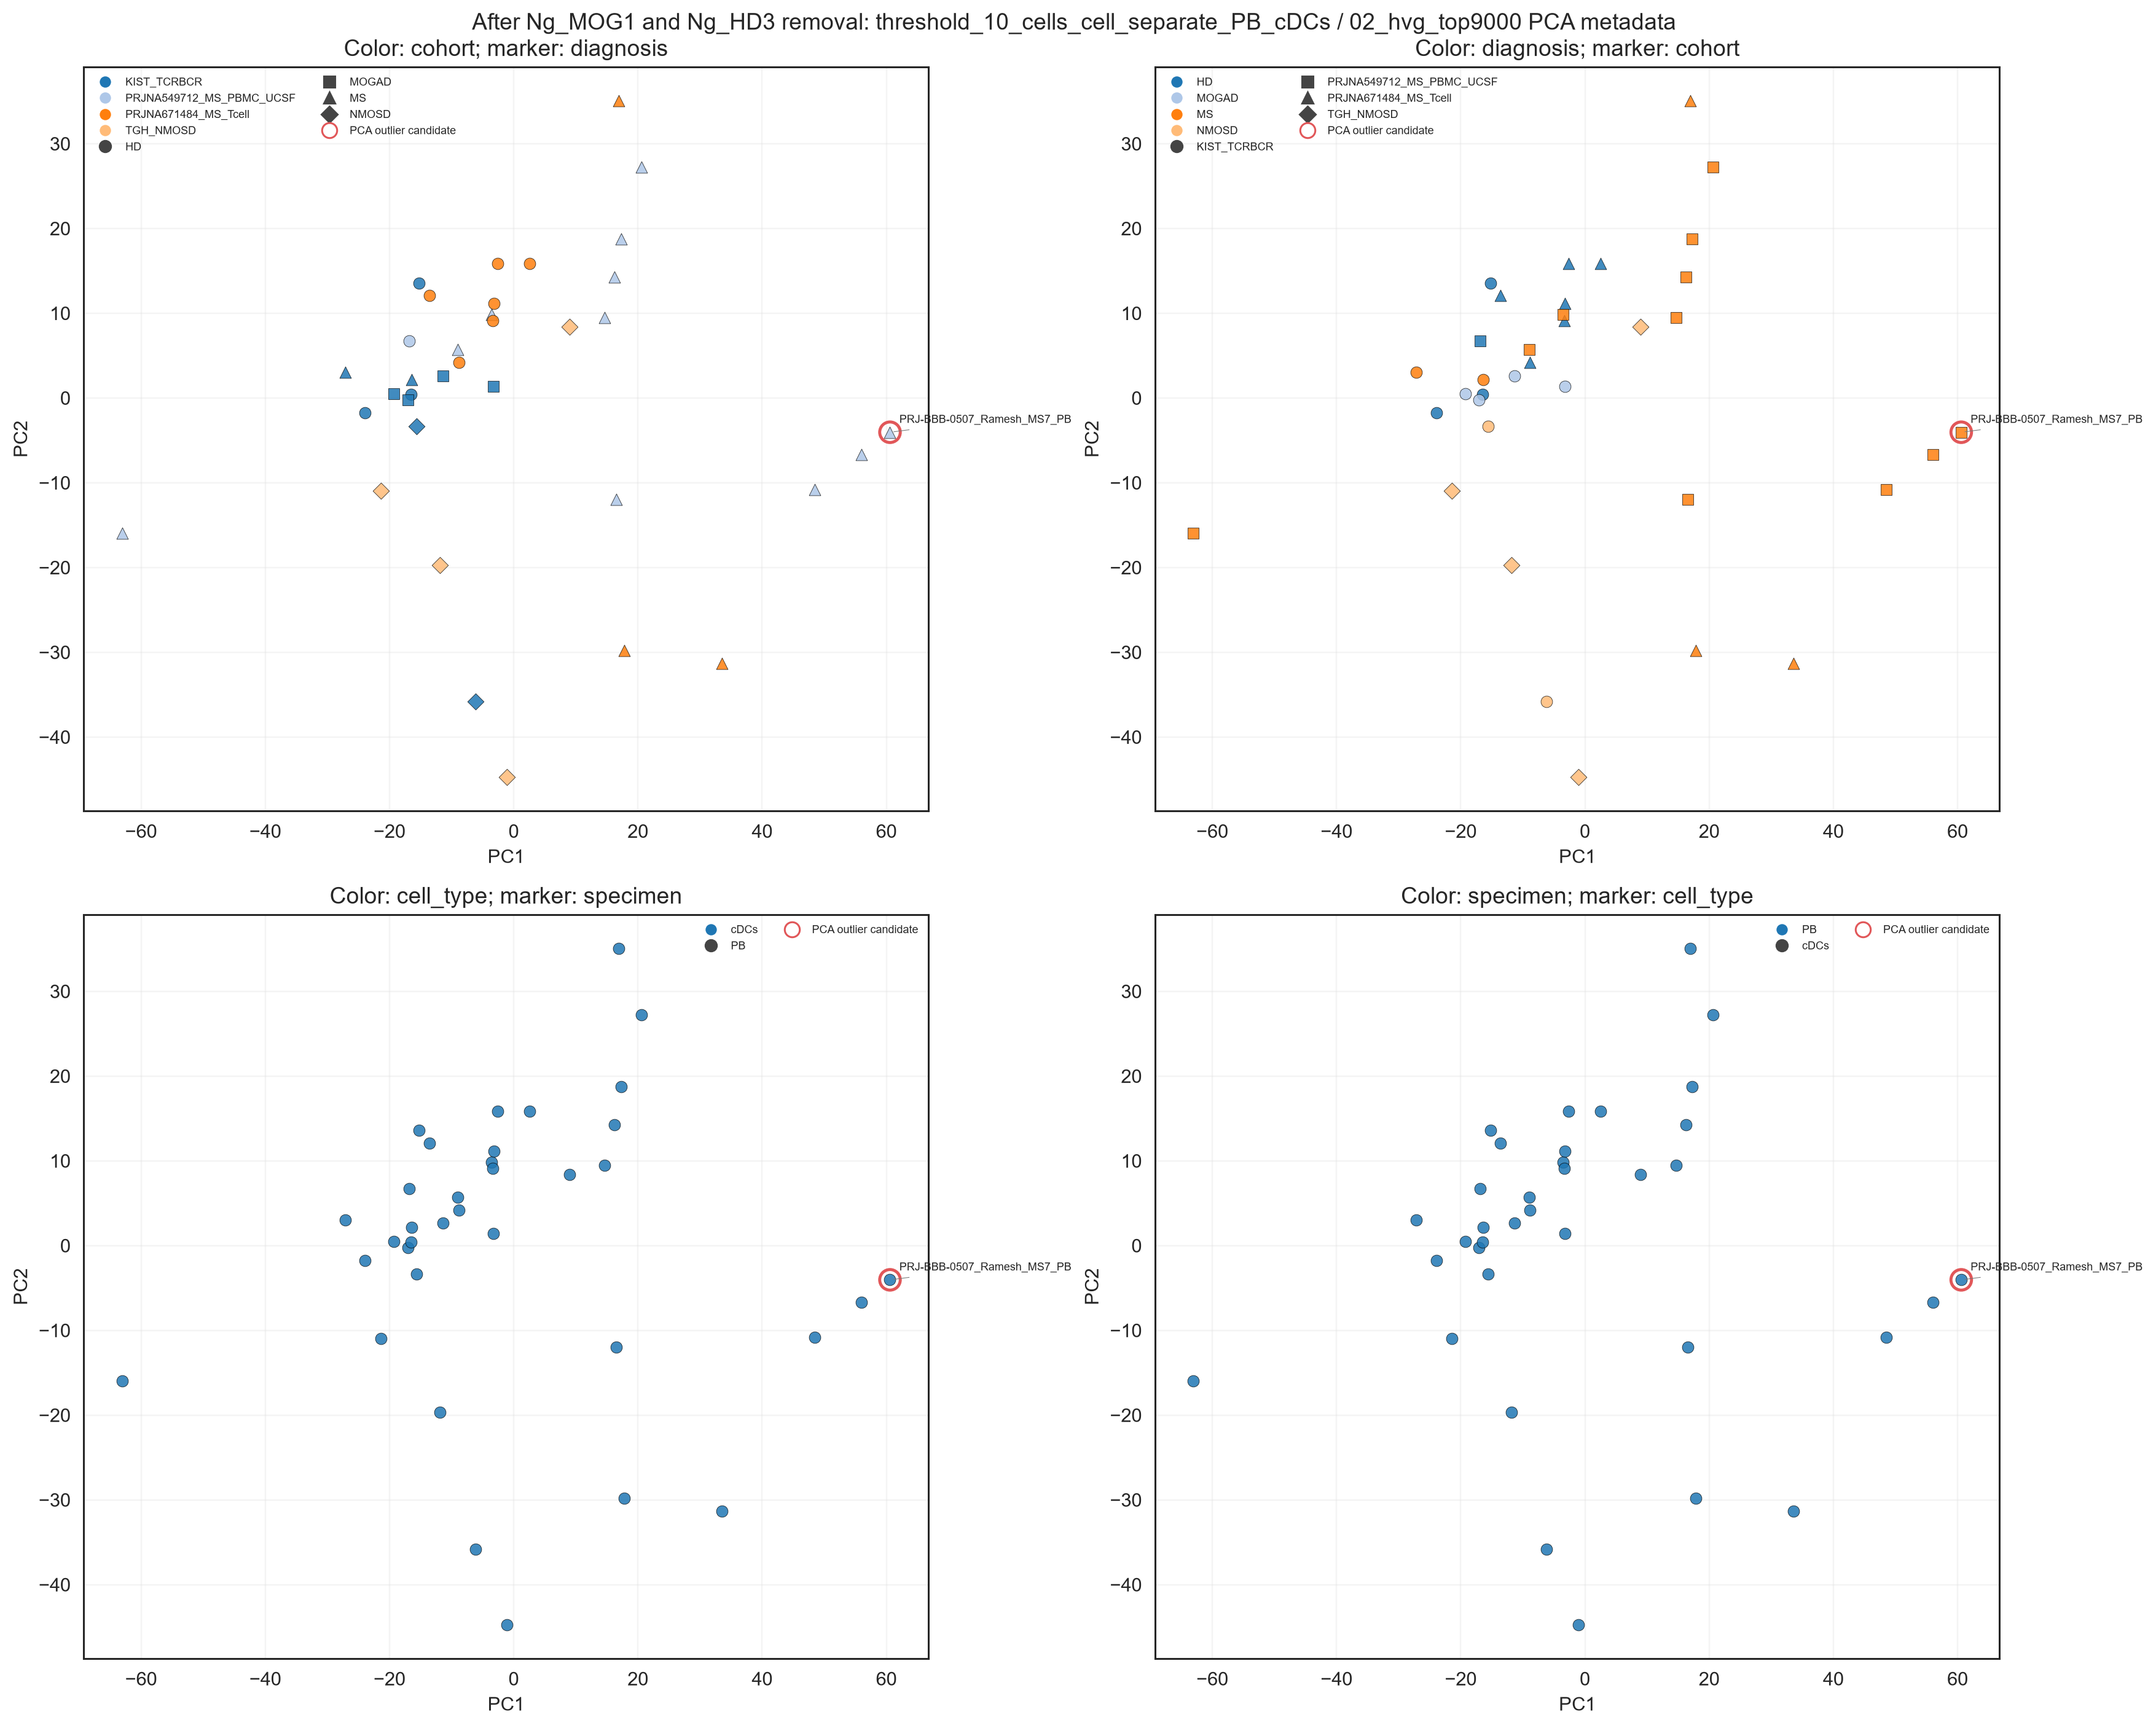 After Ng_MOG1 and Ng_HD3 removal: threshold_10_cells_cell_separate_PB_cDCs / 02_hvg_top9000 PCA metadata
Color: cohort; marker: diagnosis
KIST_TCRBCR
PRJNA549712_MS_PBMC_UCSF
PRJNA671484_MS_Tcell
TGH_NMOSD
HD
MOGAD
MS
NMOSD
PCA outlier candidate
PRJ-BBB-0507_Ramesh_MS7_PB
30
20
10
0
−10
−20
−30
−40
PC2
−60
−40
−20
0
20
40
60
PC1
Color: diagnosis; marker: cohort
HD
MOGAD
MS
NMOSD
KIST_TCRBCR
PRJNA549712_MS_PBMC_UCSF
PRJNA671484_MS_Tcell
TGH_NMOSD
PCA outlier candidate
PRJ-BBB-0507_Ramesh_MS7_PB
30
20
10
0
−10
−20
−30
−40
PC2
−60
−40
−20
0
20
40
60
PC1
Color: cell_type; marker: specimen
cDCs
PB
PCA outlier candidate
PRJ-BBB-0507_Ramesh_MS7_PB
30
20
10
0
−10
−20
−30
−40
PC2
−60
−40
−20
0
20
40
60
PC1
Color: specimen; marker: cell_type
PB
cDCs
PCA outlier candidate
PRJ-BBB-0507_Ramesh_MS7_PB
30
20
10
0
−10
−20
−30
−40
PC2
−60
−40
−20
0
20
40
60
PC1